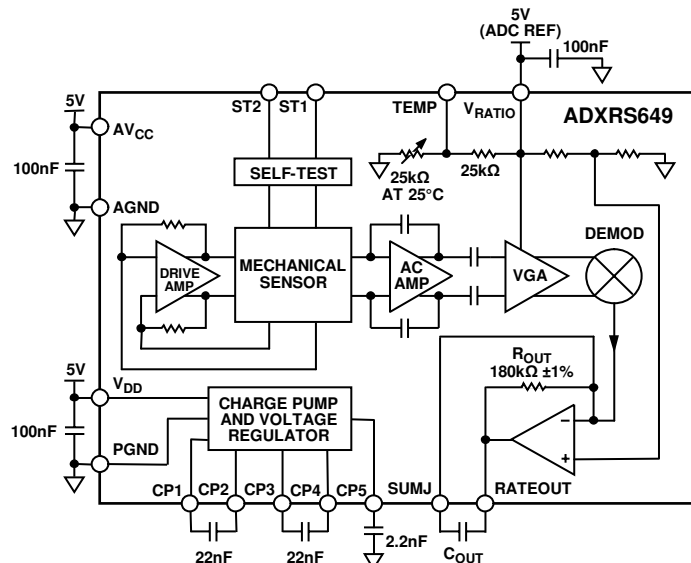 5V
(ADC REF)
100nF
5V
ST2
ST1
TEMP
VRATIO
ADXRS649
AVCC
100nF
25kΩ
AT 25°C
25kΩ
SELF-TEST
AGND
DEMOD
DRIVE
AMP
MECHANICAL
SENSOR
AC
AMP
VGA
5V
VDD
ROUT
180kΩ ±1%
CHARGE PUMP
AND VOLTAGE
REGULATOR
100nF
PGND
–
+
CP1
CP2
CP3
CP4
CP5
SUMJ
RATEOUT
22nF
22nF
2.2nF
COUT